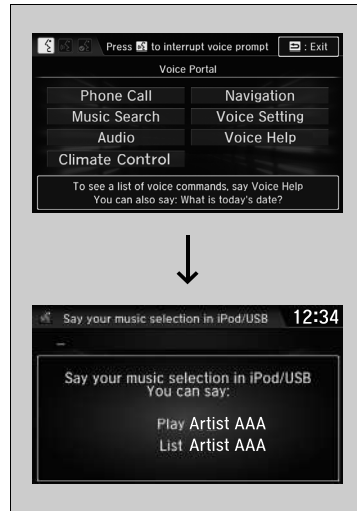 Press to interrupt voice prompt : Exit
Voice Portal
Phone Call Navigation
Music Search Voice Setting
Audio Voice Help
Climate Control
To see a list of voice commands, say Voice Help
You can also say: What is today's date?
Say your music selection in iPod/USB 12:34
Say your music selection in iPod/USB
You can say:
Play Artist AAA
List Artist AAA